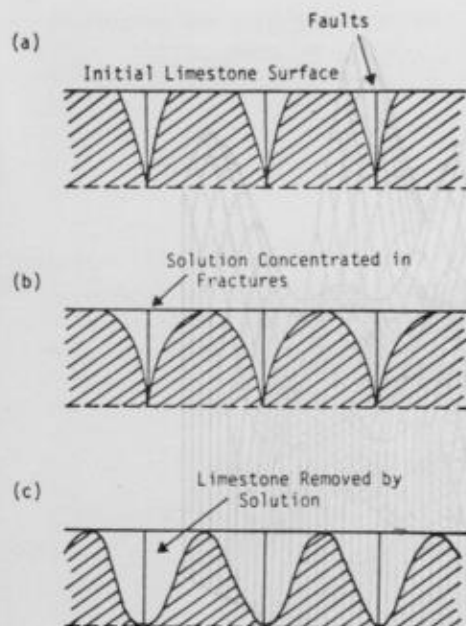 (a)
Faults
Initial Limestone Surface
(b)
Solution Concentrated in
Fractures
(c)
Limestone Removed by
Solution